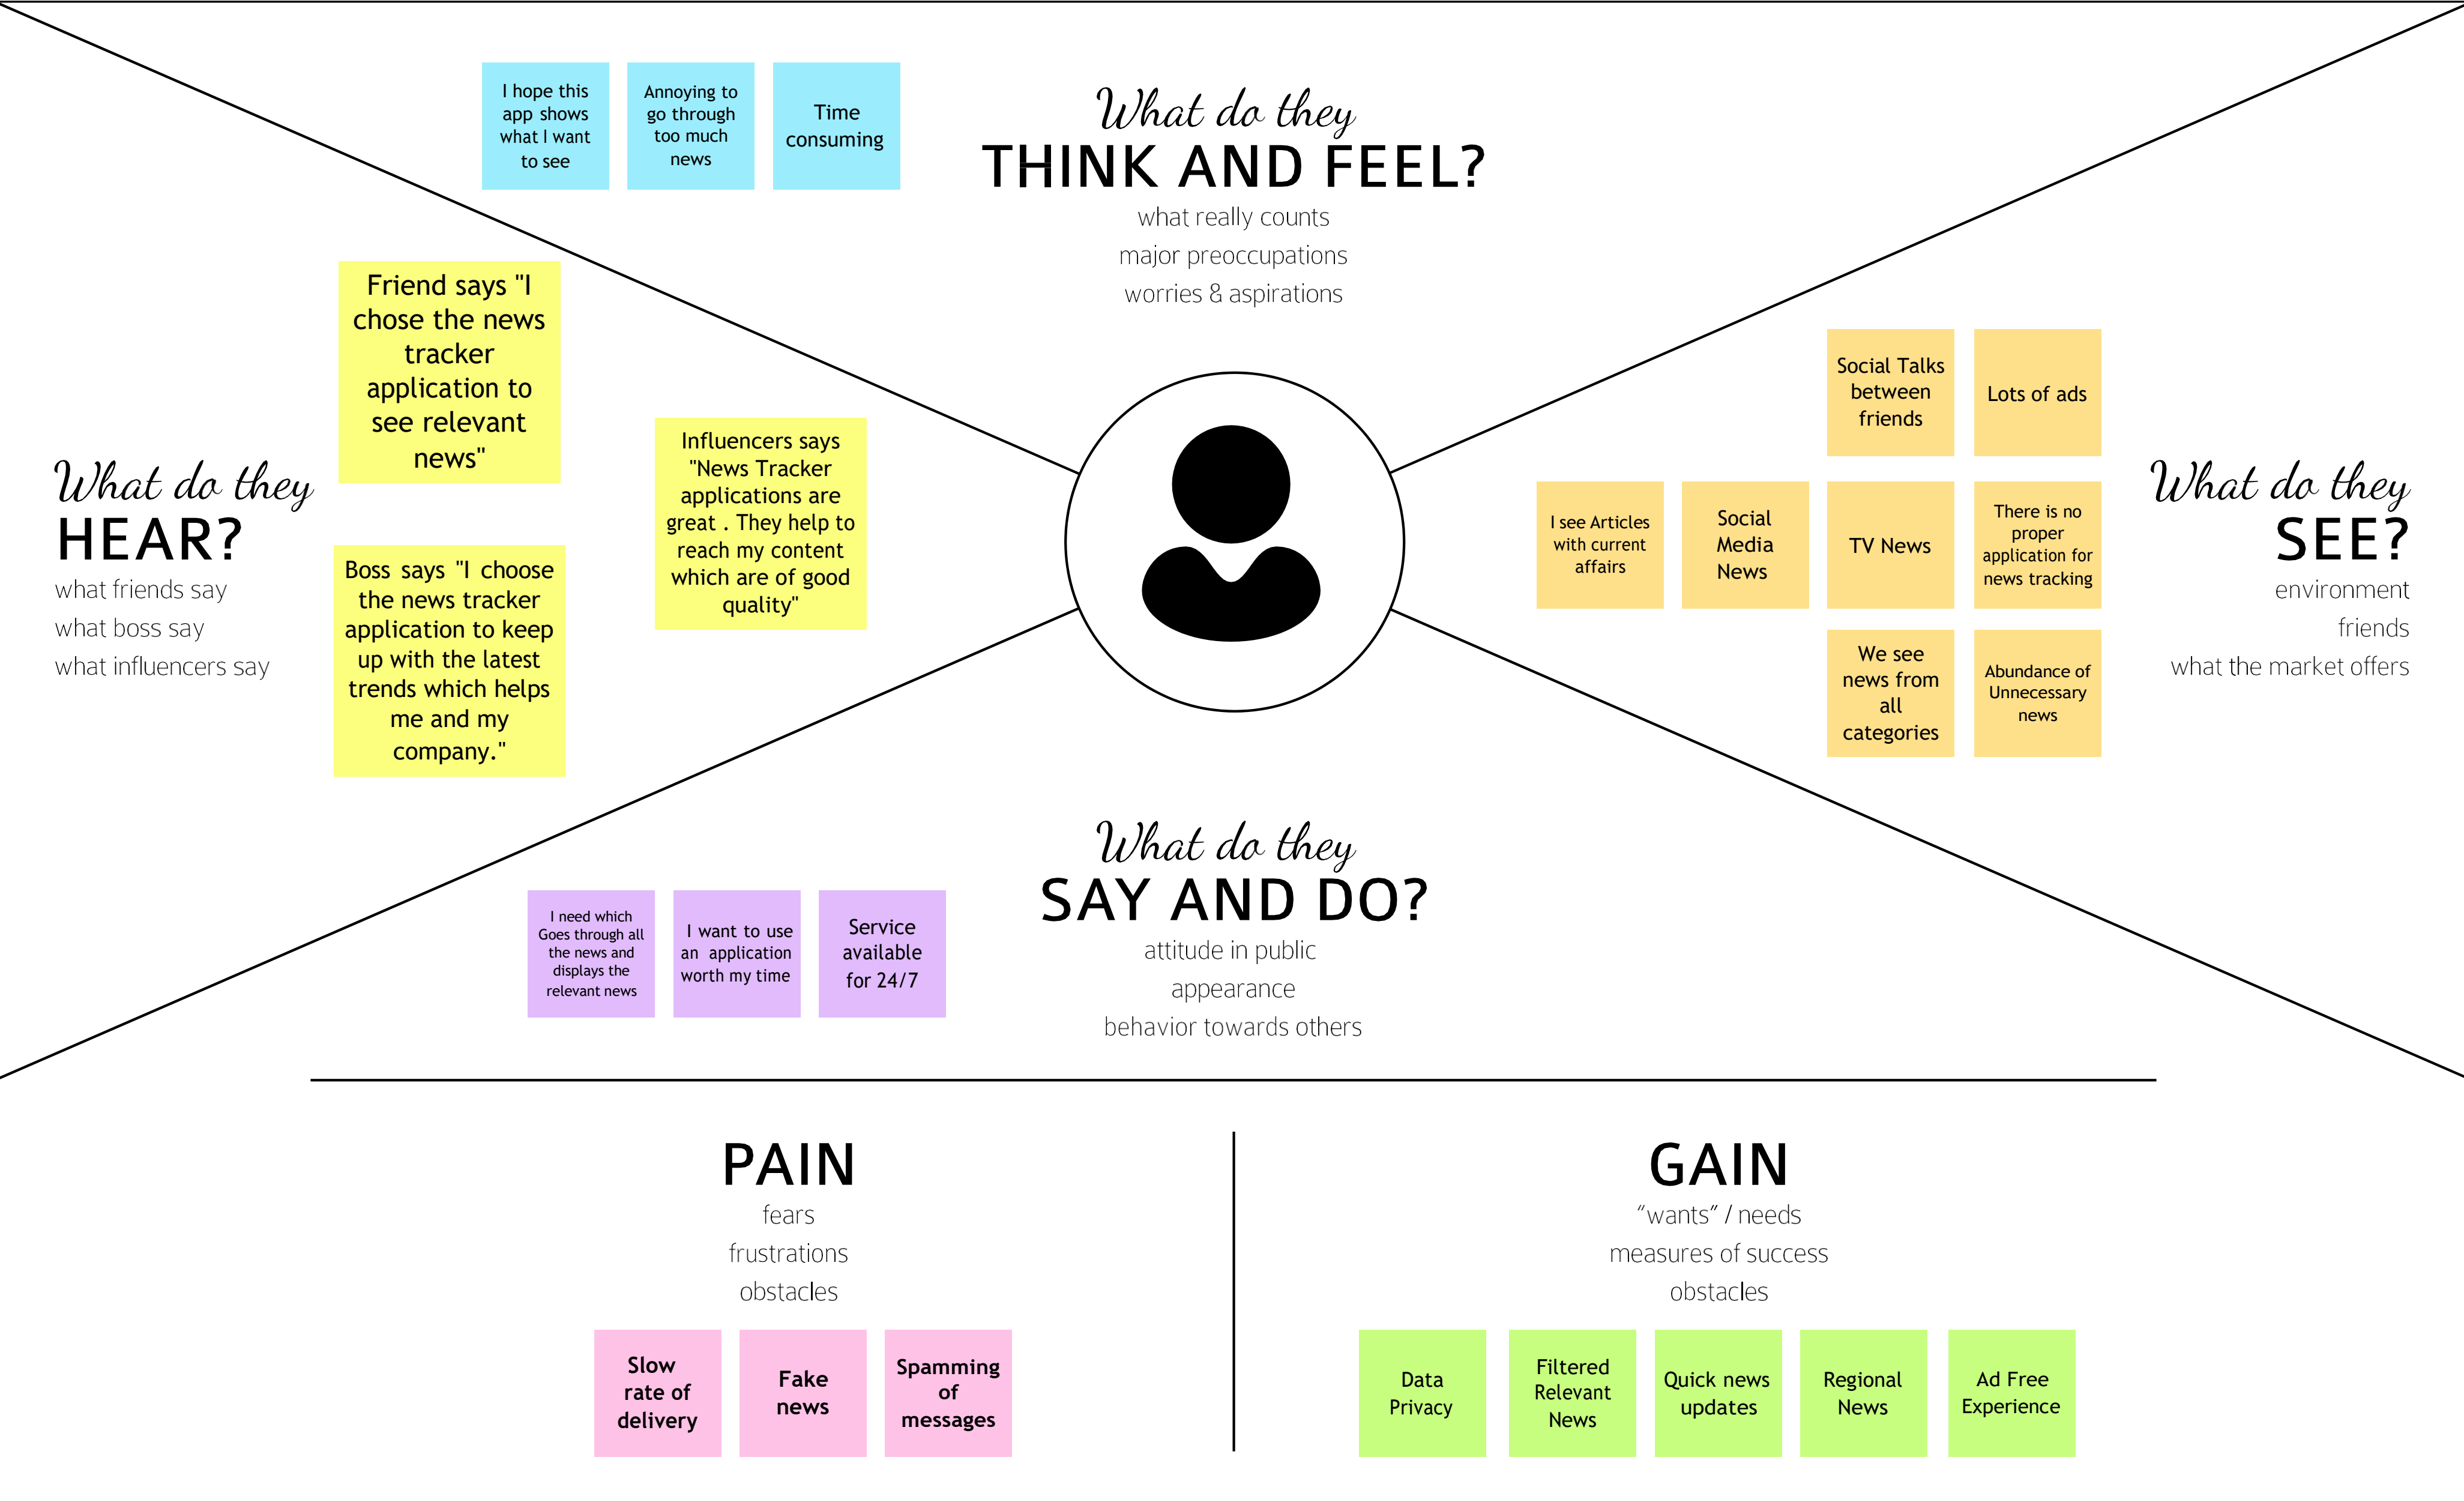 I hope this
app shows
what I want
to see
Annoying to
go through
too much
news
Time
consuming
What do they
THINK AND FEEL?
what really counts
major preoccupations
worries & aspirations
Friend says "I
chose the news
tracker
application to
see relevant
news"
Influencers says
"News Tracker
applications are
great . They help to
reach my content
which are of good
quality"
What do they
HEAR?
what friends say
what boss say
what influencers say
Boss says "I choose
the news tracker
application to keep
up with the latest
trends which helps
me and my
company."
Social Talks
between
friends
Lots of ads
I see Articles
with current
affairs
Social
Media
News
TV News
There is no
proper
application for
news tracking
We see
news from
all
categories
Abundance of
Unnecessary
news
What do they
SEE?
environment
friends
what the market offers
What do they
SAY AND DO?
attitude in public
appearance
behavior towards others
I need which
Goes through all
the news and
displays the
relevant news
I want to use
an application
worth my time
Service
available
for 24/7
PAIN
fears
frustrations
obstacles
Slow
rate of
delivery
Fake
news
Spamming
of
messages
GAIN
“wants” / needs
measures of success
obstacles
Data
Privacy
Filtered
Relevant
News
Quick news
updates
Regional
News
Ad Free
Experience